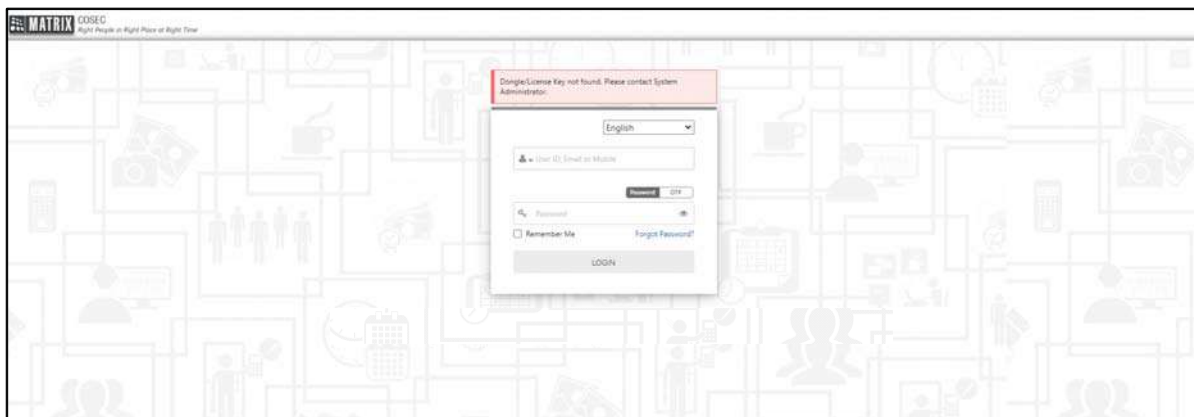 MATRIX COSEC
Right People in Right Place at Right Time
Dongle/License Key not found. Please contact System
Administrator.
English
User ID, Email or Mobile
Password OTP
Password
Remember Me Forgot Password?
LOGIN